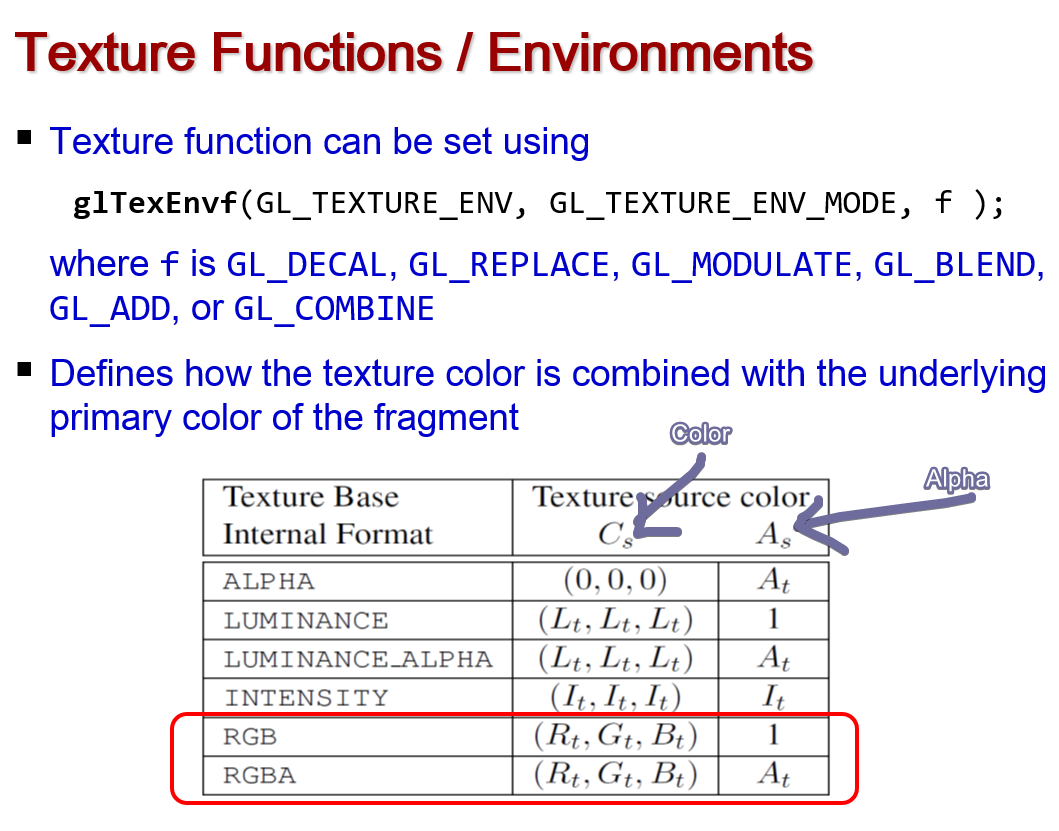 Texture Functions / Environments
▪ Texture function can be set using
glTexEnvf(GL_TEXTURE_ENV, GL_TEXTURE_ENV_MODE, f );
where f is GL_DECAL, GL_REPLACE, GL_MODULATE, GL_BLEND,
GL_ADD, or GL_COMBINE
▪ Defines how the texture color is combined with the underlying
primary color of the fragment
Color
Alpha
Texture Base Texture source color
Internal Format C_s A_s
ALPHA (0, 0, 0) A_t
LUMINANCE (L_t, L_t, L_t) 1
LUMINANCE_ALPHA (L_t, L_t, L_t) A_t
INTENSITY (I_t, I_t, I_t) I_t
RGB (R_t, G_t, B_t) 1
RGBA (R_t, G_t, B_t) A_t